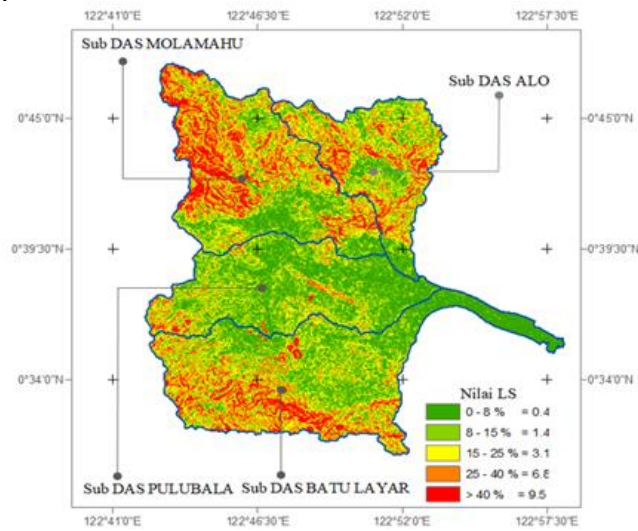 122°41'0"E 122°46'30"E 122°52'0"E 122°57'30"E
Sub DAS MOLAMAHU
Sub DAS ALO
0°45'0"N 0°45'0"N
0°39'30"N 0°39'30"N
0°34'0"N 0°34'0"N
Nilai LS
0 - 8 % = 0.4
8 - 15 % = 1.4
15 - 25 % = 3.1
25 - 40 % = 6.8
> 40 % = 9.5
Sub DAS PULUBALA Sub DAS BATU LAYAR
122°41'0"E 122°46'30"E 122°52'0"E 122°57'30"E